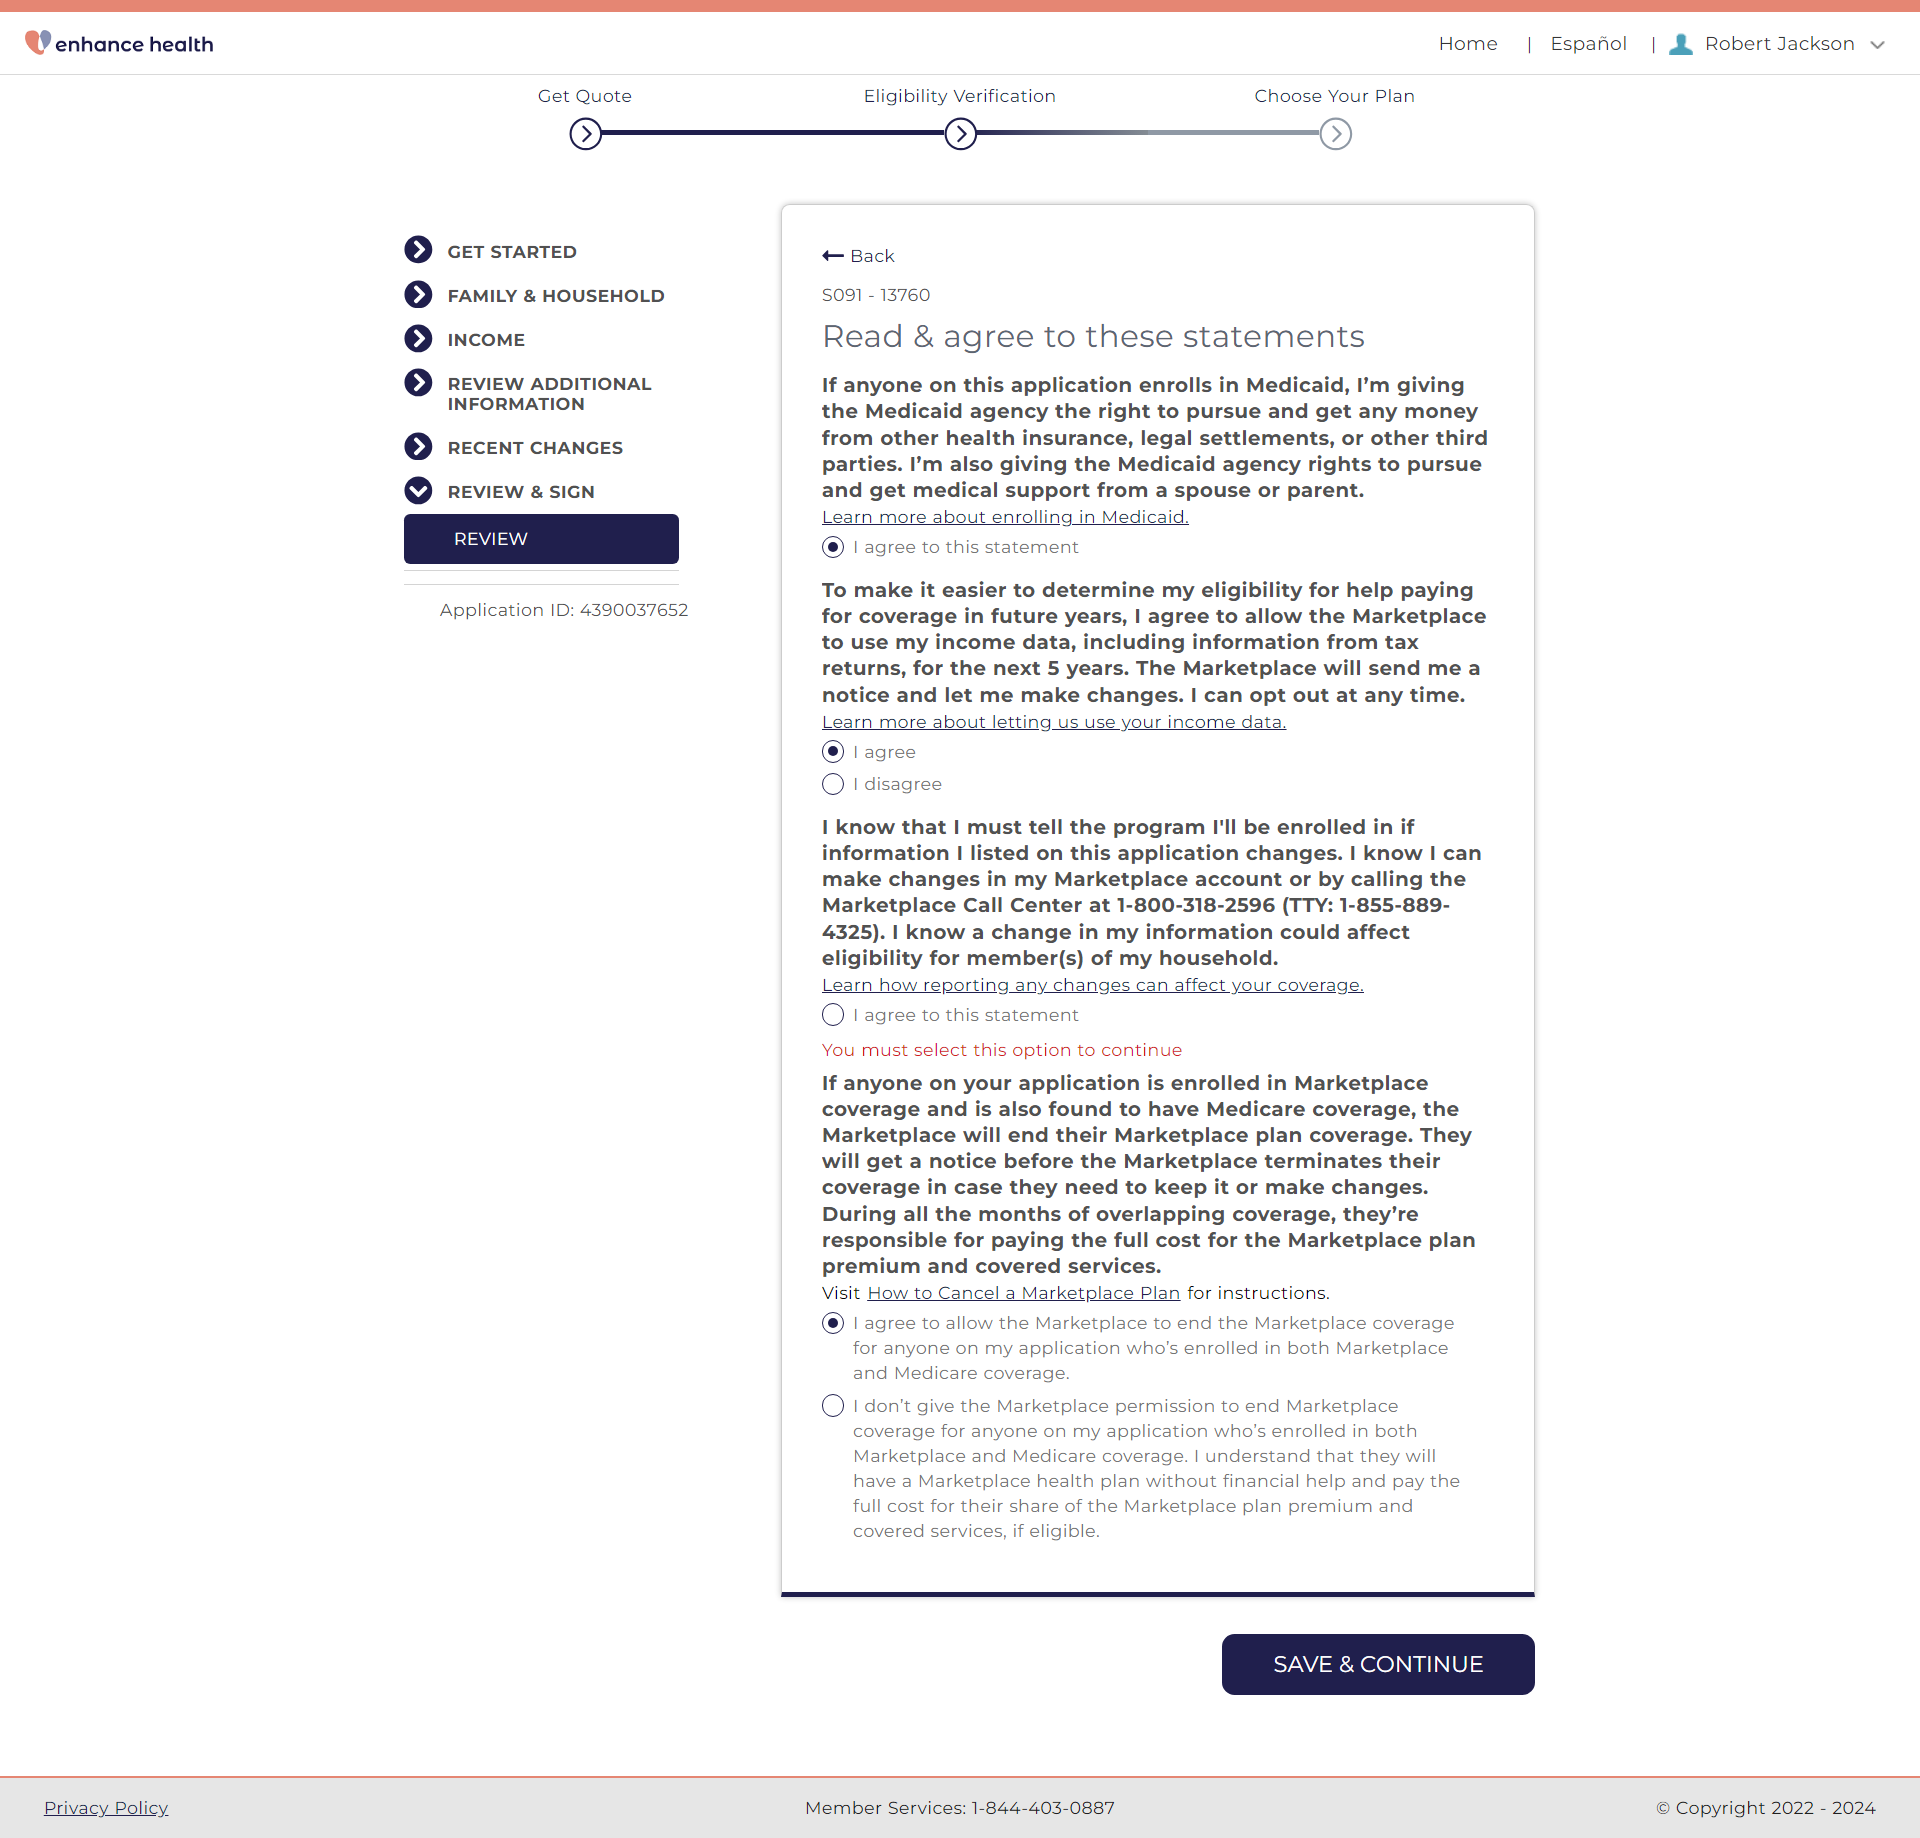 enhance health
Home | Español | Robert Jackson
Get Quote
Eligibility Verification
Choose Your Plan
GET STARTED
FAMILY & HOUSEHOLD
INCOME
REVIEW ADDITIONAL
INFORMATION
RECENT CHANGES
REVIEW & SIGN
REVIEW
Application ID: 4390037652
Back
S091 - 13760
Read & agree to these statements
If anyone on this application enrolls in Medicaid, I’m giving
the Medicaid agency the right to pursue and get any money
from other health insurance, legal settlements, or other third
parties. I’m also giving the Medicaid agency rights to pursue
and get medical support from a spouse or parent.
Learn more about enrolling in Medicaid.
I agree to this statement
To make it easier to determine my eligibility for help paying
for coverage in future years, I agree to allow the Marketplace
to use my income data, including information from tax
returns, for the next 5 years. The Marketplace will send me a
notice and let me make changes. I can opt out at any time.
Learn more about letting us use your income data.
I agree
I disagree
I know that I must tell the program I'll be enrolled in if
information I listed on this application changes. I know I can
make changes in my Marketplace account or by calling the
Marketplace Call Center at 1-800-318-2596 (TTY: 1-855-889-
4325). I know a change in my information could affect
eligibility for member(s) of my household.
Learn how reporting any changes can affect your coverage.
I agree to this statement
You must select this option to continue
If anyone on your application is enrolled in Marketplace
coverage and is also found to have Medicare coverage, the
Marketplace will end their Marketplace plan coverage. They
will get a notice before the Marketplace terminates their
coverage in case they need to keep it or make changes.
During all the months of overlapping coverage, they’re
responsible for paying the full cost for the Marketplace plan
premium and covered services.
Visit How to Cancel a Marketplace Plan for instructions.
I agree to allow the Marketplace to end the Marketplace coverage
for anyone on my application who’s enrolled in both Marketplace
and Medicare coverage.
I don’t give the Marketplace permission to end Marketplace
coverage for anyone on my application who’s enrolled in both
Marketplace and Medicare coverage. I understand that they will
have a Marketplace health plan without financial help and pay the
full cost for their share of the Marketplace plan premium and
covered services, if eligible.
SAVE & CONTINUE
Privacy Policy
Member Services: 1-844-403-0887
© Copyright 2022 - 2024